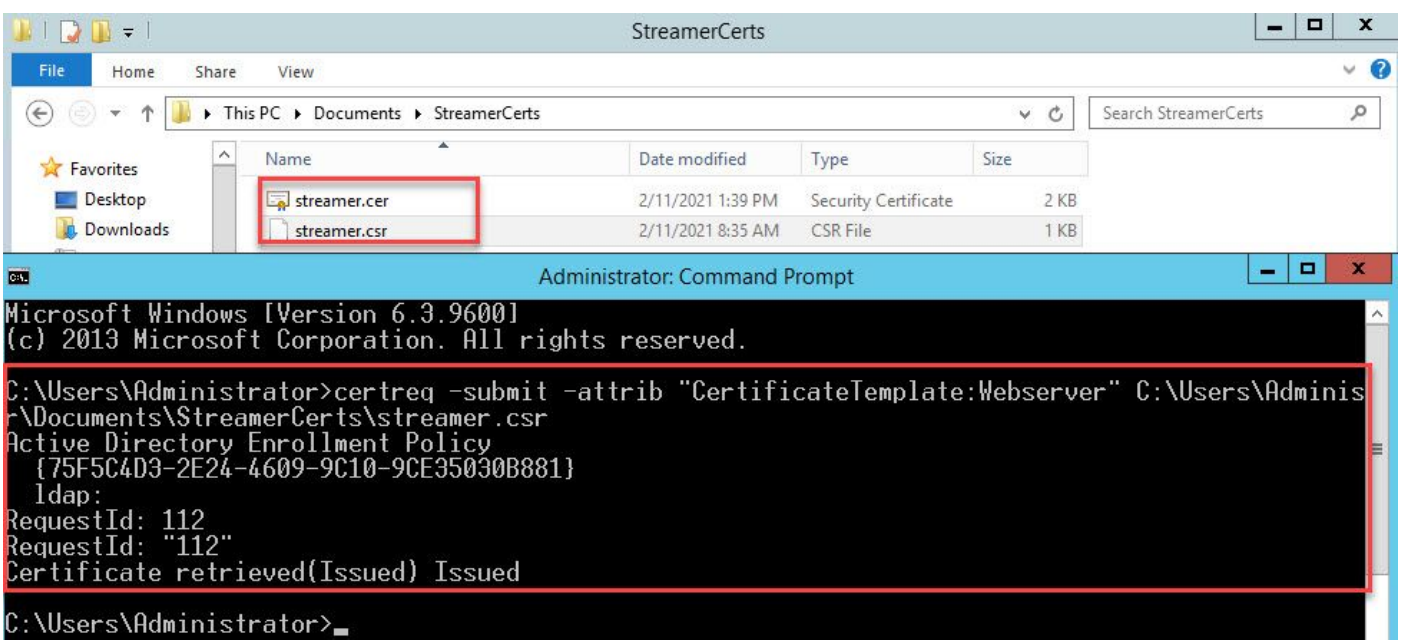 StreamerCerts
File Home Share View
This PC Documents StreamerCerts Search StreamerCerts
Name Date modified Type Size
Favorites
Desktop streamer.cer 2/11/2021 1:39 PM Security Certificate 2 KB
Downloads streamer.csr 2/11/2021 8:35 AM CSR File 1 KB
Administrator: Command Prompt
Microsoft Windows [Version 6.3.9600]
(c) 2013 Microsoft Corporation. All rights reserved.
C:\Users\Administrator>certreq -submit -attrib "CertificateTemplate:Webserver" C:\Users\Adminis
r\Documents\StreamerCerts\streamer.csr
Active Directory Enrollment Policy
{75F5C4D3-2E24-4609-9C10-9CE35030B881}
ldap:
RequestId: 112
RequestId: "112"
Certificate retrieved(Issued) Issued
C:\Users\Administrator>_